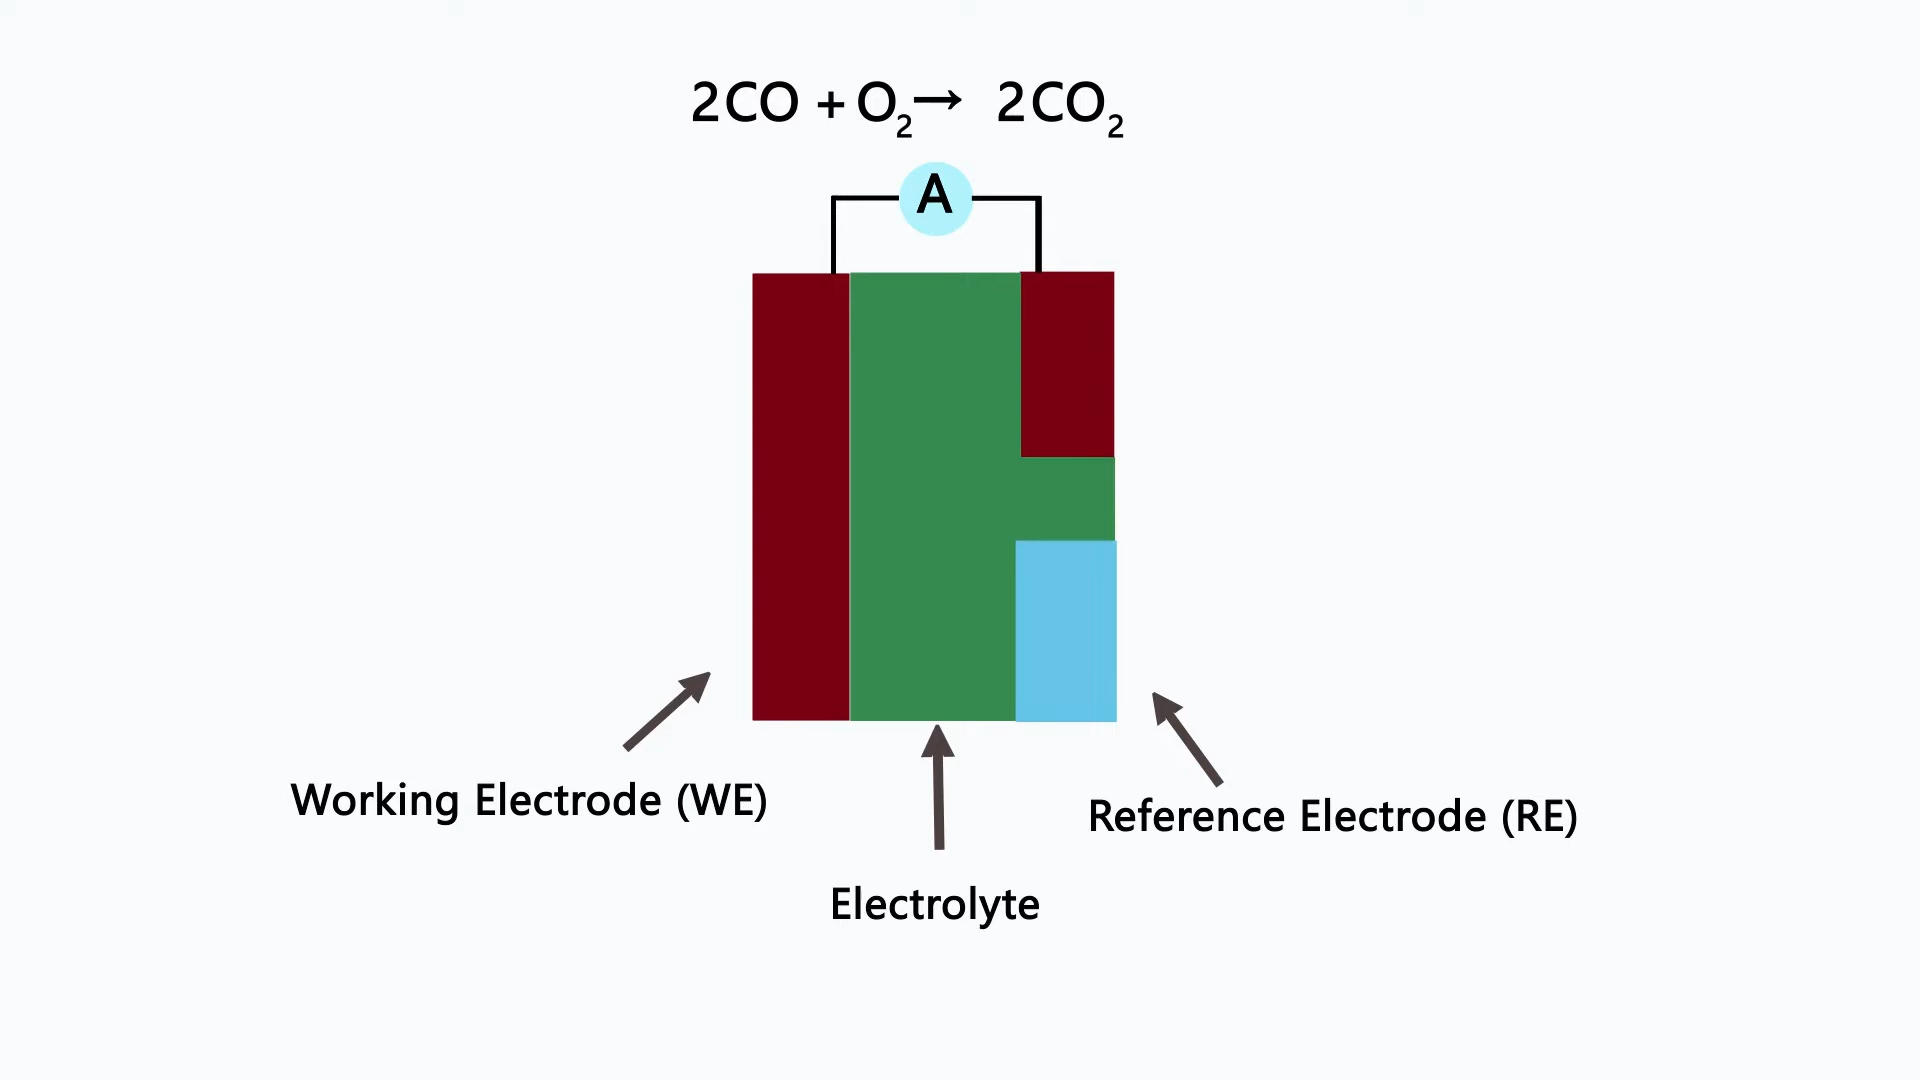 2CO + O₂→ 2CO₂
A
Working Electrode (WE)
Reference Electrode (RE)
Electrolyte